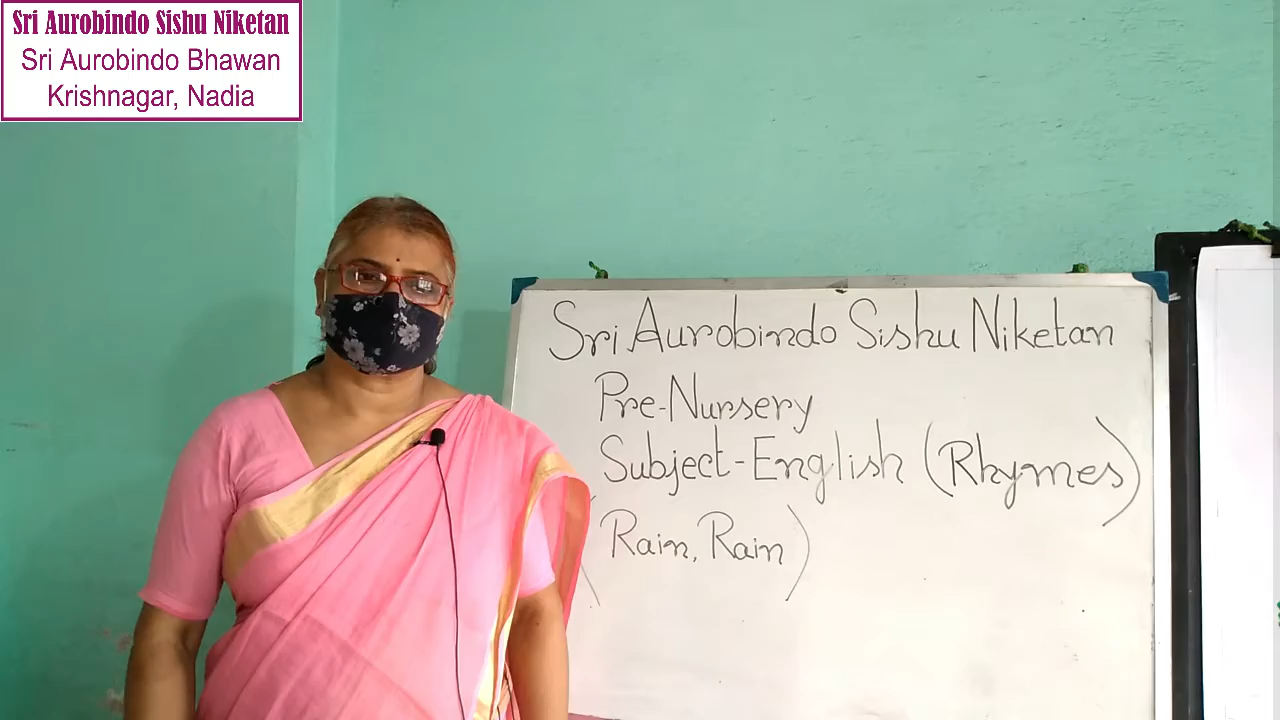 Sri Aurobindo Sishu Niketan
Sri Aurobindo Bhawan
Krishnagar, Nadia
Sri Aurobindo Sishu Niketan
Pre-Nursery
Subject-English (Rhymes)
(Rain, Rain)